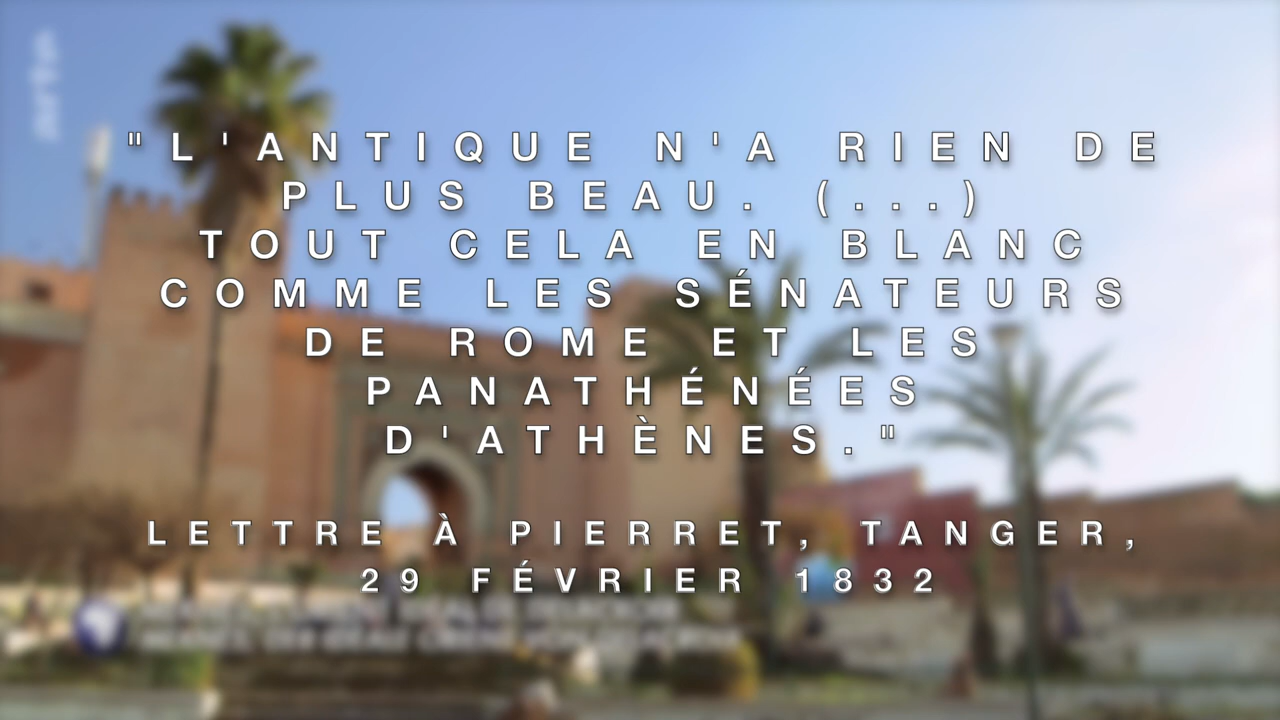 arte
"L'ANTIQUE N'A RIEN DE
PLUS BEAU. (...)
TOUT CELA EN BLANC
COMME LES SÉNATEURS
DE ROME ET LES
PANATHÉNÉES
D'ATHÈNES."
LETTRE À PIERRET, TANGER,
29 FÉVRIER 1832